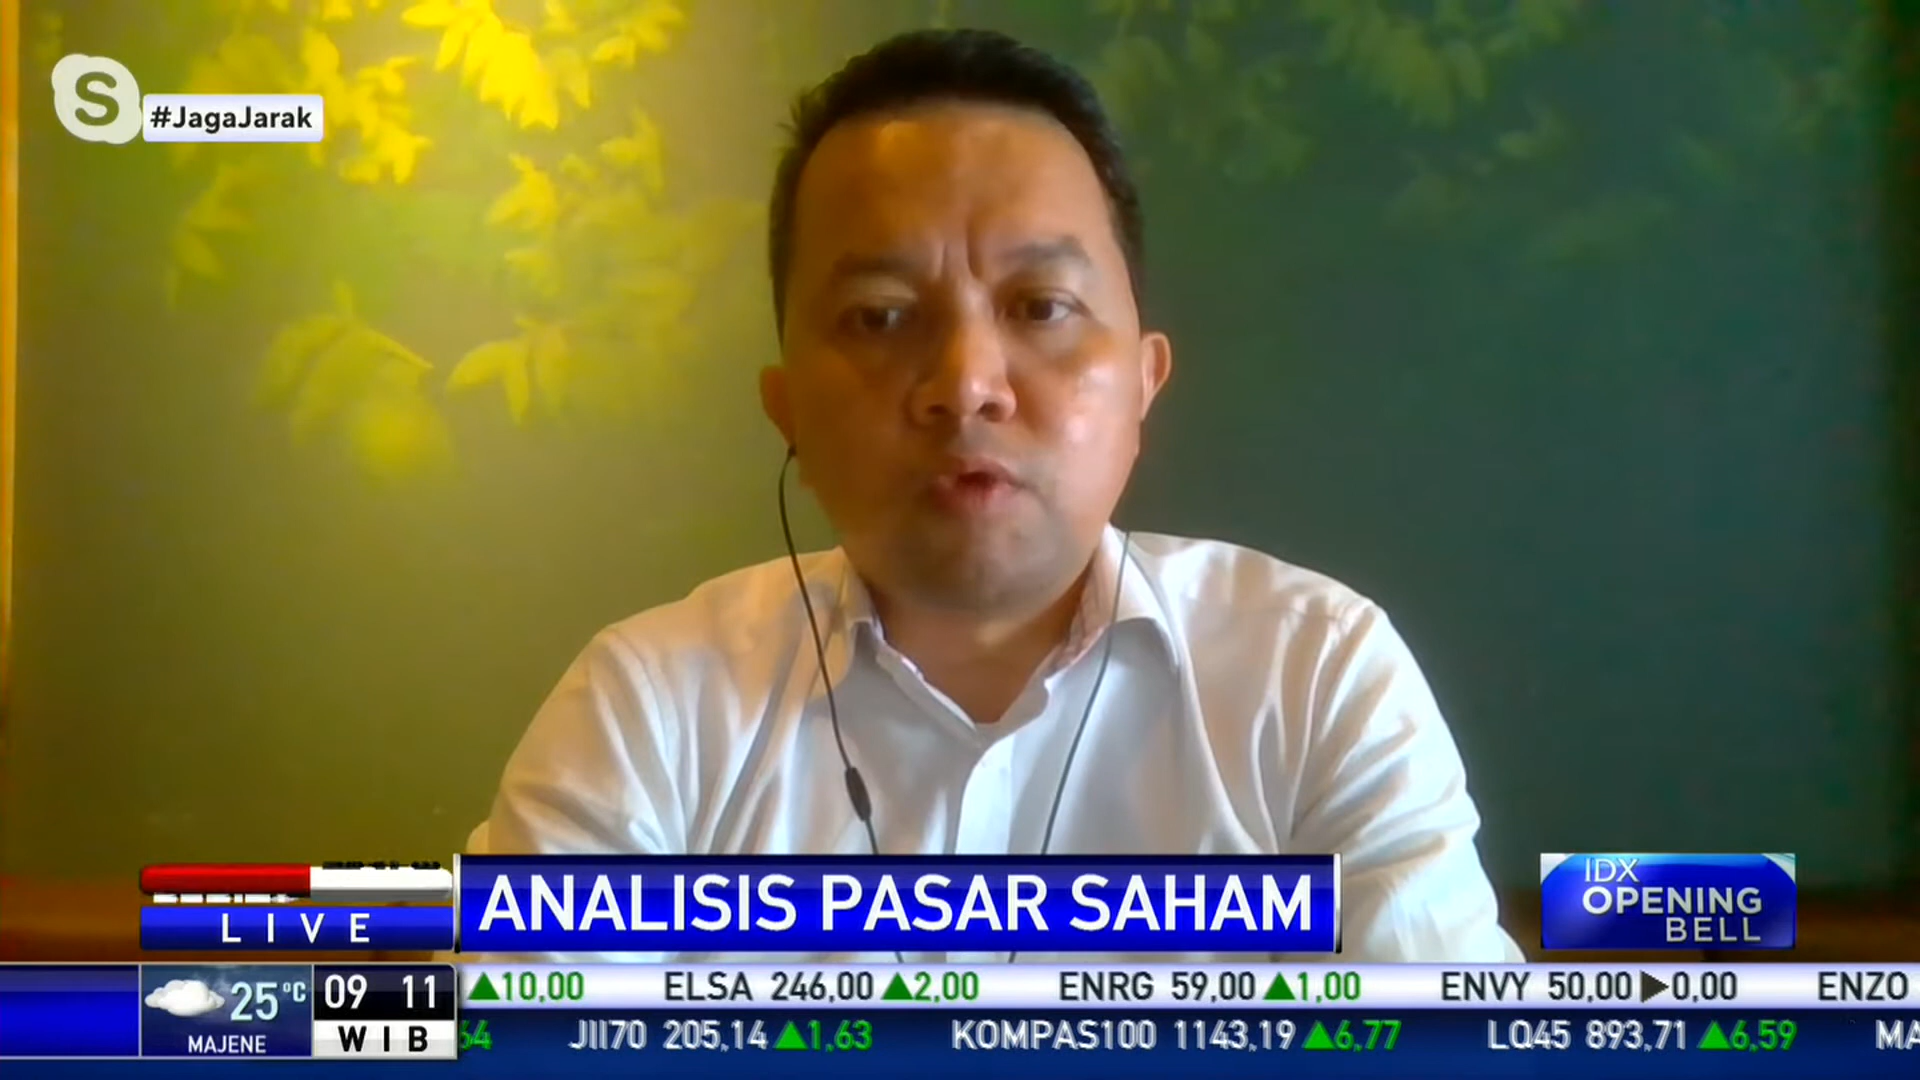 S
#JagaJarak
LIVE
ANALISIS PASAR SAHAM
IDX
OPENING
BELL
25°C
MAJENE
09 11
WIB
▲10,00 ELSA 246,00▲2,00 ENRG 59,00▲1,00 ENVY 50,00▶0,00 ENZO
64 JII70 205,14▲1,63 KOMPAS100 1143,19▲6,77 LQ45 893,71▲6,59 MA